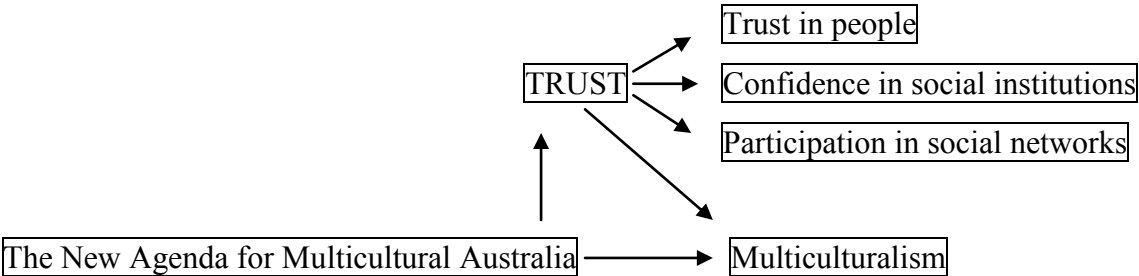 Trust in people
TRUST
Confidence in social institutions
Participation in social networks
The New Agenda for Multicultural Australia
Multiculturalism